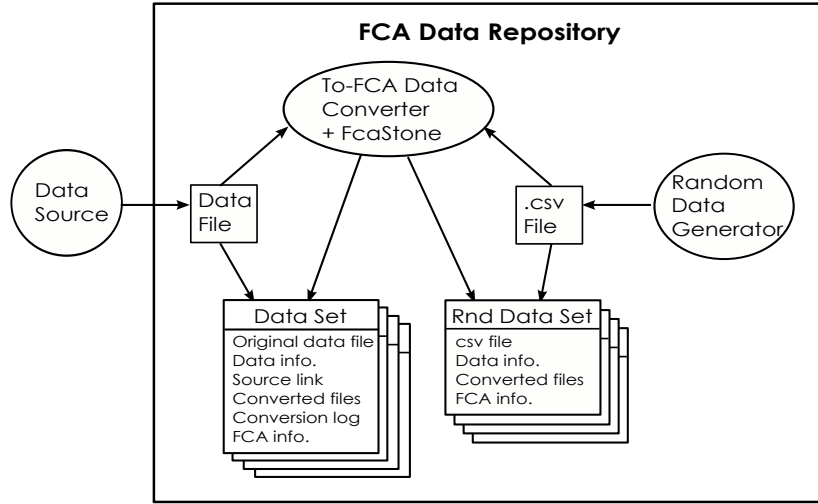 FCA Data Repository
To-FCA Data
Converter
+ FcaStone
Data
Source
Data
File
.csv
File
Random
Data
Generator
Data Set
Original data file
Data info.
Source link
Converted files
Conversion log
FCA info.
Rnd Data Set
csv file
Data info.
Converted files
FCA info.